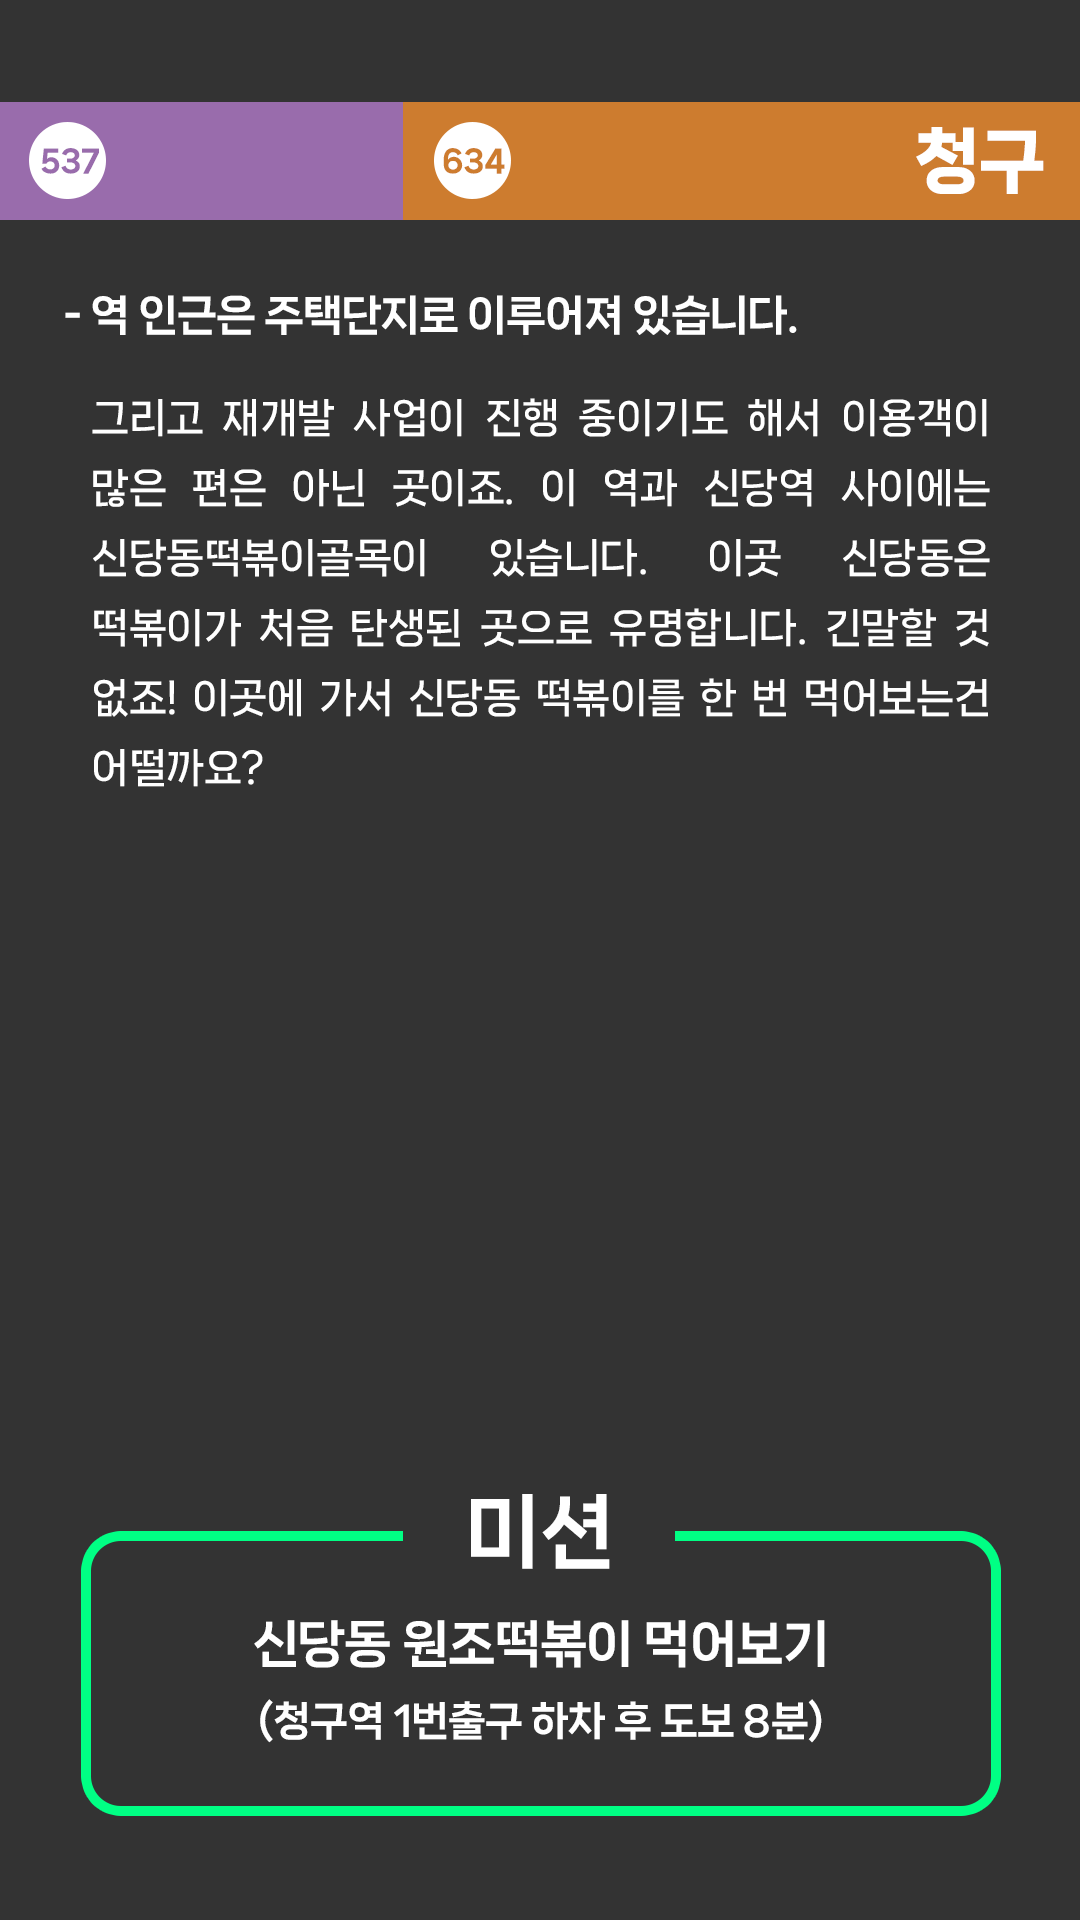 537 634 청구
- 역 인근은 주택단지로 이루어져 있습니다.
그리고 재개발 사업이 진행 중이기도 해서 이용객이
많은 편은 아닌 곳이죠. 이 역과 신당역 사이에는
신당동떡볶이골목이 있습니다. 이곳 신당동은
떡볶이가 처음 탄생된 곳으로 유명합니다. 긴말할 것
없죠! 이곳에 가서 신당동 떡볶이를 한 번 먹어보는건
어떨까요?
미션
신당동 원조떡볶이 먹어보기
(청구역 1번출구 하차 후 도보 8분)